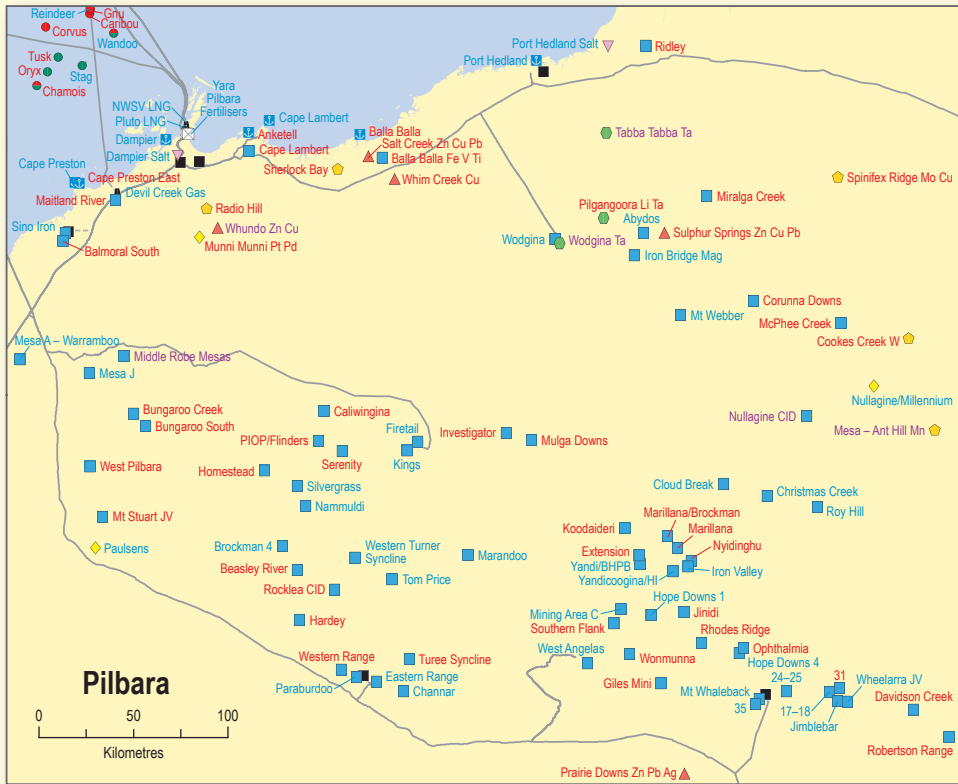 Reindeer
Gnu
Caribou
Corvus
Wandoo
Tusk
Oryx
Stag
Chamois
Port Hedland Salt
Ridley
Port Hedland
NWSV LNG
Pluto LNG
Yara
Pilbara
Fertilisers
Dampier
Dampier Salt
Cape Lambert
Anketell
Cape Lambert
Balla Balla
Salt Creek Zn Cu Pb
Balla Balla Fe V Ti
Sherlock Bay
Whim Creek Cu
Tabba Tabba Ta
Cape Preston
Cape Preston East
Devil Creek Gas
Maitland River
Radio Hill
Whundo Zn Cu
Munni Munni Pt Pd
Sino Iron
Balmoral South
Spinifex Ridge Mo Cu
Miralga Creek
Pilgangoora Li Ta
Abydos
Wodgina
Wodgina Ta
Sulphur Springs Zn Cu Pb
Iron Bridge Mag
Corunna Downs
Mt Webber
McPhee Creek
Cookes Creek W
Mesa A – Warramboo
Middle Robe Mesas
Mesa J
Nullagine/Millennium
Nullagine CID
Mesa – Ant Hill Mn
Bungaroo Creek
Bungaroo South
Caliwingina
PIOP/Flinders
Firetail
Investigator
Mulga Downs
Serenity
Kings
West Pilbara
Homestead
Silvergrass
Nammuldi
Cloud Break
Christmas Creek
Roy Hill
Mt Stuart JV
Paulsens
Brockman 4
Western Turner
Syncline
Marandoo
Beasley River
Tom Price
Rocklea CID
Hardey
Koodaideri
Marillana/Brockman
Marillana
Extension
Nyidinghu
Yandi/BHPB
Iron Valley
Yandicoogina/HI
Mining Area C
Hope Downs 1
Jinidi
Southern Flank
Rhodes Ridge
West Angelas
Wonmunna
Ophthalmia
Hope Downs 4
Giles Mini
Mt Whaleback
24–25
31
Wheelarra JV
35
17–18
Jimblebar
Davidson Creek
Robertson Range
Western Range
Turee Syncline
Paraburdoo
Eastern Range
Channar
Prairie Downs Zn Pb Ag
Pilbara
0 50 100
Kilometres